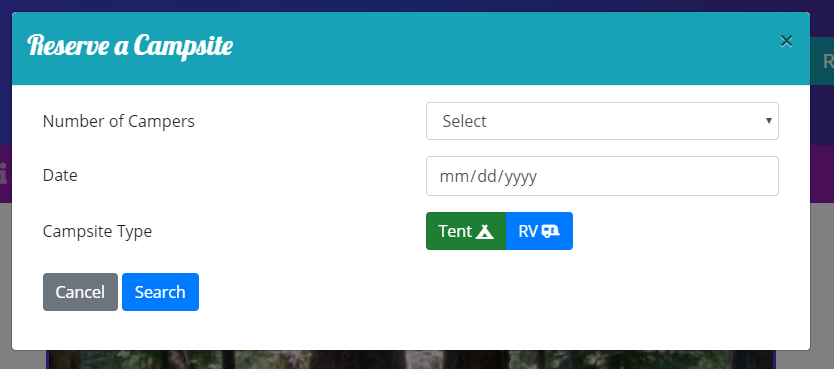 Reserve a Campsite ×
R
Number of Campers Select
Date mm/dd/yyyy
Campsite Type Tent RV
Cancel Search